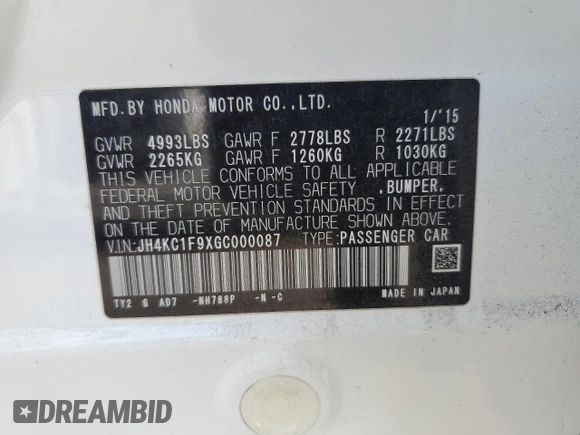 MFD.BY HONDA MOTOR CO.,LTD.
1/'15
GVWR 4993LBS GAWR F 2778LBS R 2271LBS
GVWR 2265KG GAWR F 1260KG R 1030KG
THIS VEHICLE CONFORMS TO ALL APPLICABLE
FEDERAL MOTOR VEHICLE SAFETY ,BUMPER,
AND THEFT PREVENTION STANDARDS IN EFFECT
ON THE DATE OF MANUFACTURE SHOWN ABOVE.
V.I.N:JH4KC1F9XGC000087 TYPE:PASSENGER CAR
TY2 G AD7 -NH788P -N -C
MADE IN JAPAN
DREAMBID